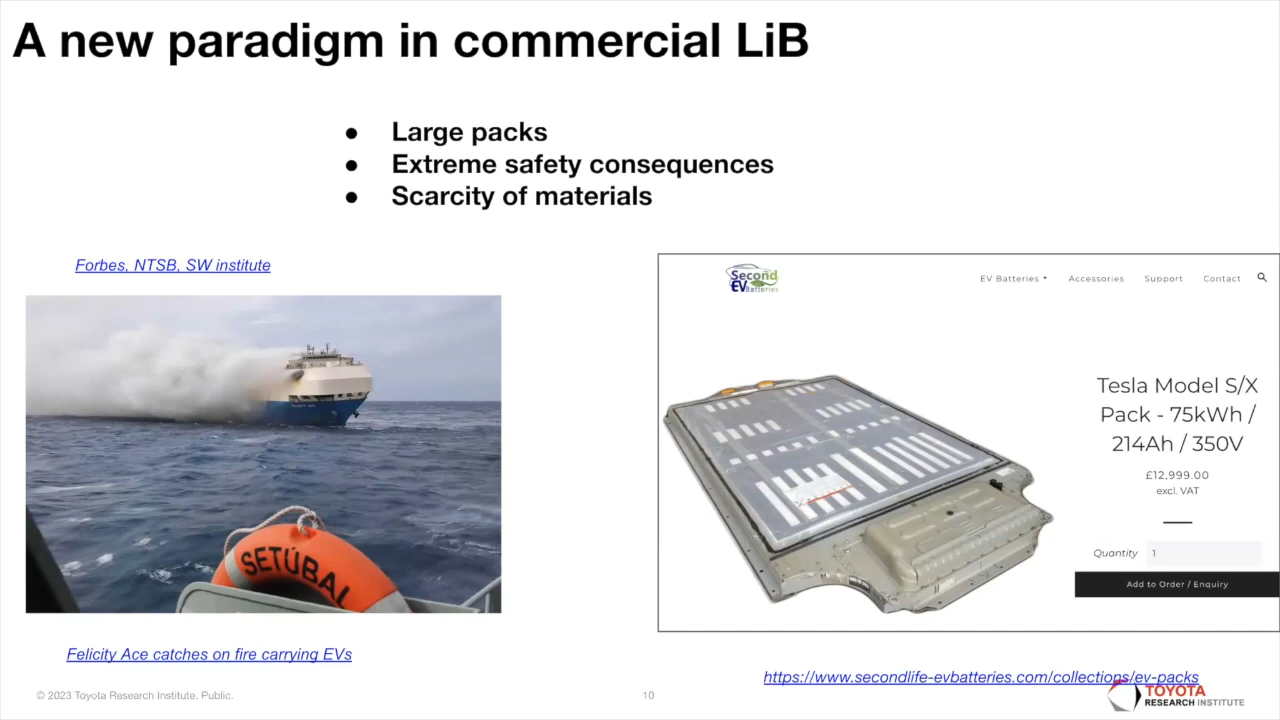 A new paradigm in commercial LiB
● Large packs
● Extreme safety consequences
● Scarcity of materials
Forbes, NTSB, SW institute
SETÚBAL
Felicity Ace catches on fire carrying EVs
Second
EV Batteries
EV Batteries
Accessories
Support
Contact
Tesla Model S/X
Pack - 75kWh /
214Ah / 350V
£12,999.00
excl. VAT
Quantity 1
Add to Order / Enquiry
https://www.secondlife-evbatteries.com/collections/ev-packs
© 2023 Toyota Research Institute. Public.
10
TOYOTA
RESEARCH INSTITUTE